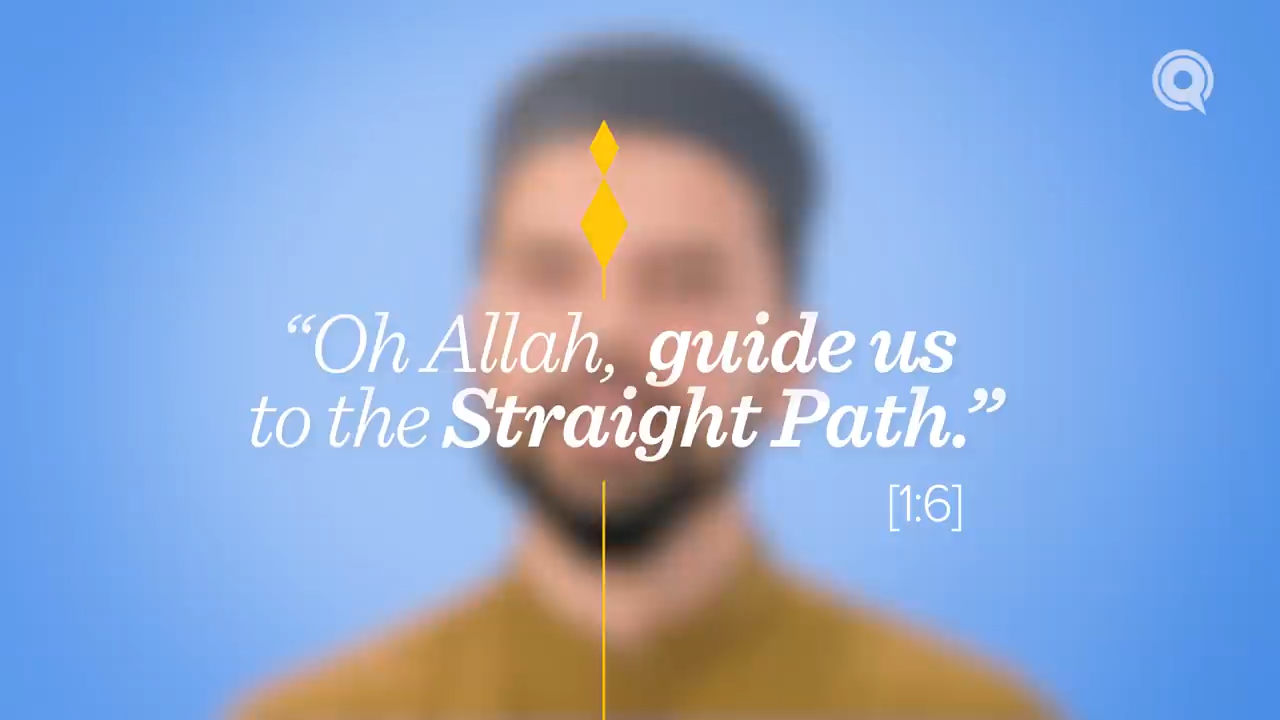 “Oh Allah, guide us
to the Straight Path.”
[1:6]